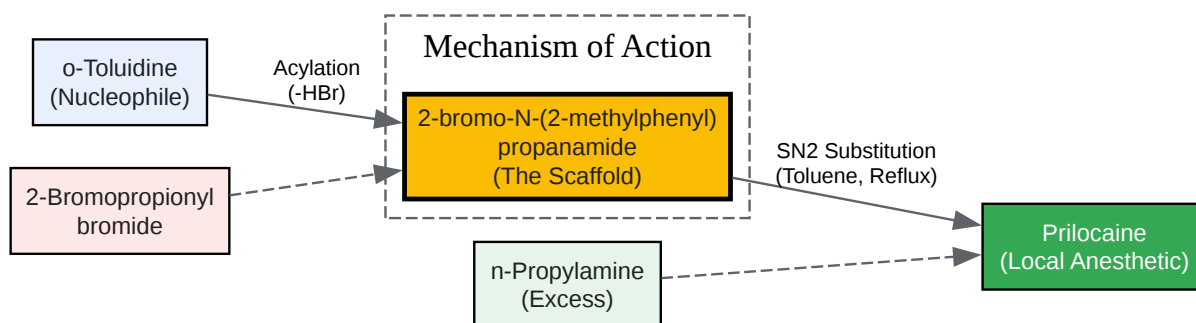 Mechanism of Action
o-Toluidine
(Nucleophile)
Acylation
(-HBr)
2-bromo-N-(2-methylphenyl)
propanamide
(The Scaffold)
2-Bromopropionyl
bromide
SN2 Substitution
(Toluene, Reflux)
n-Propylamine
(Excess)
Prilocaine
(Local Anesthetic)